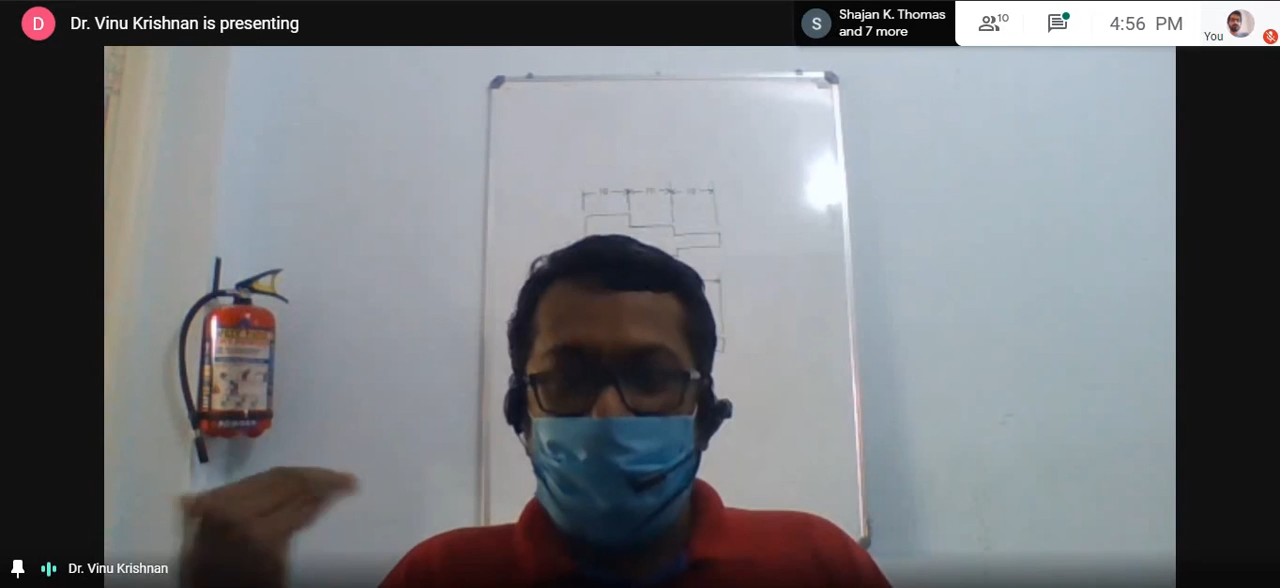 D
Dr. Vinu Krishnan is presenting
S
Shajan K. Thomas
and 7 more
10
4:56 PM
You
Dr. Vinu Krishnan